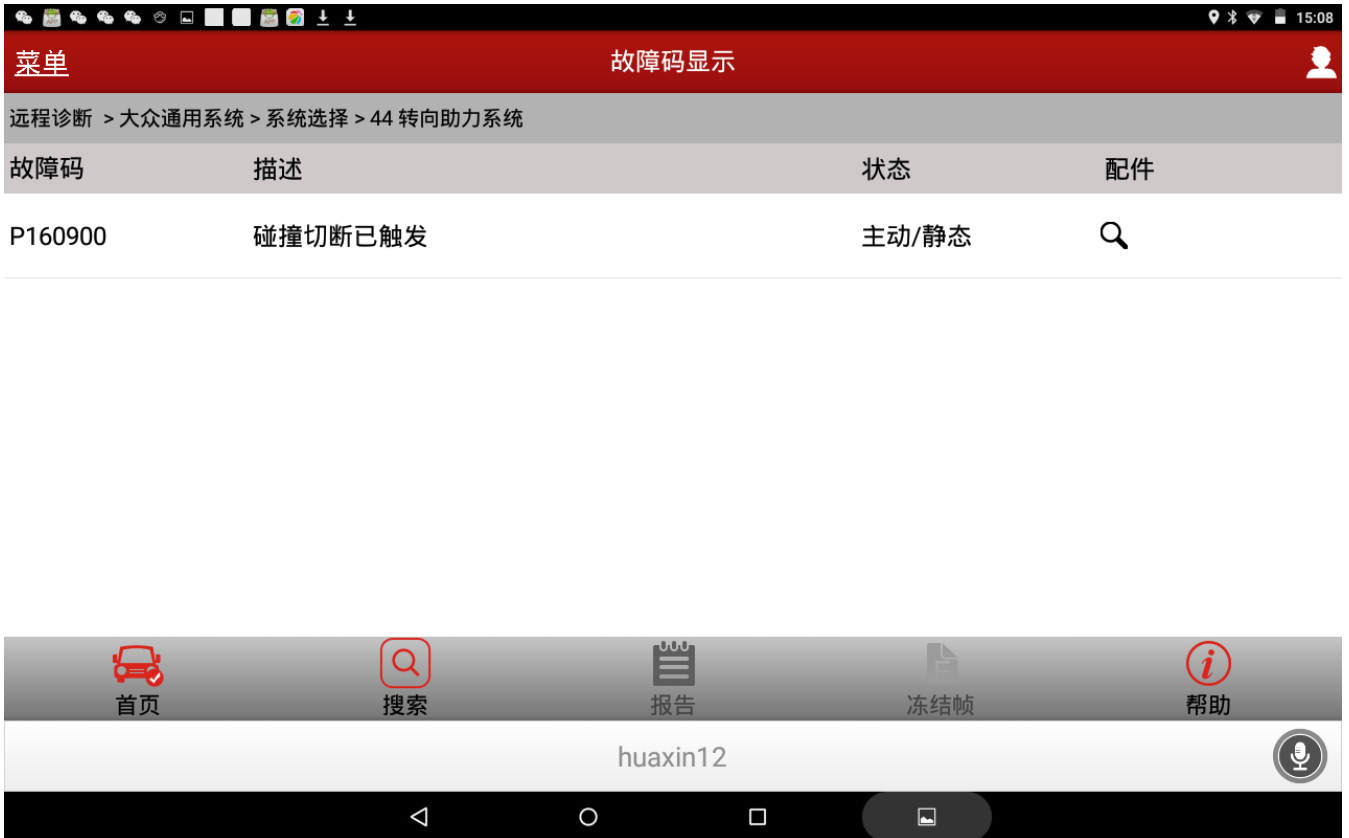 15:08
菜单 故障码显示
远程诊断 > 大众通用系统 > 系统选择 > 44 转向助力系统
故障码 描述 状态 配件
P160900 碰撞切断已触发 主动/静态
首页 搜索 报告 冻结帧 帮助
huaxin12